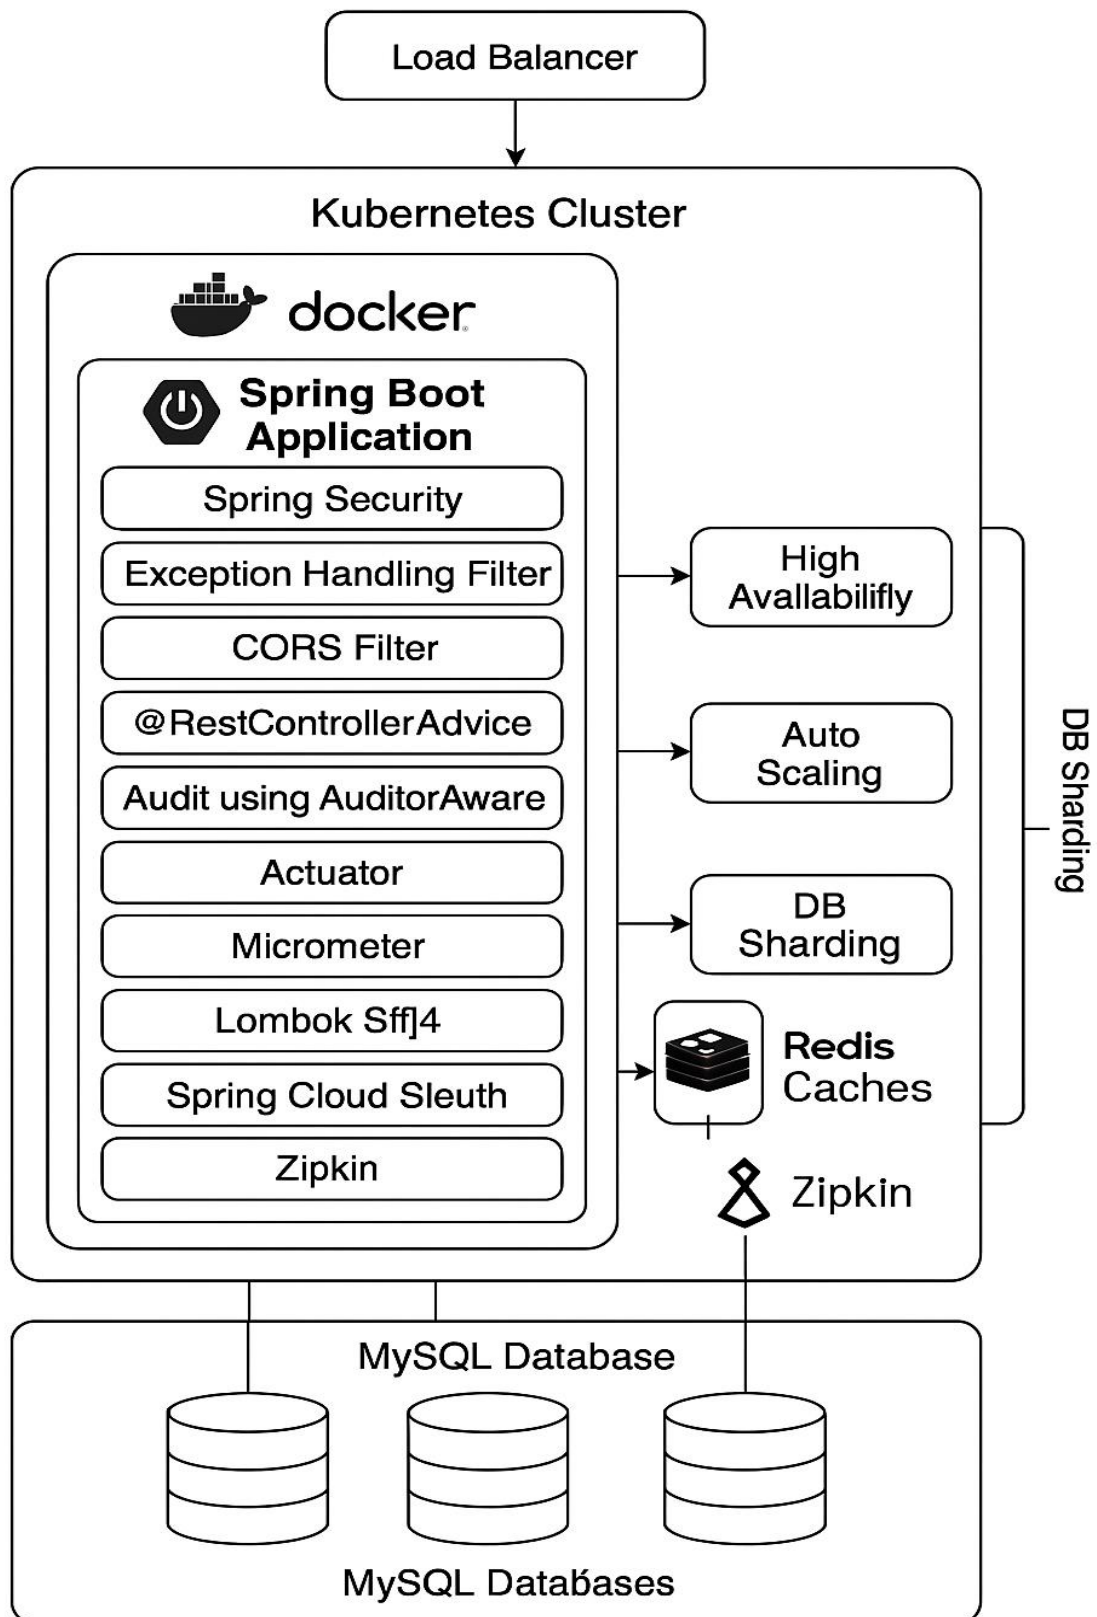 Load Balancer
Kubernetes Cluster
docker
Spring Boot
Application
Spring Security
Exception Handling Filter
CORS Filter
@RestControllerAdvice
Audit using AuditorAware
Actuator
Micrometer
Lombok Sffj4
Spring Cloud Sleuth
Zipkin
High
Avallabilifly
Auto
Scaling
DB
Sharding
Redis
Caches
Zipkin
DB Sharding
MySQL Database
MySQL Databases